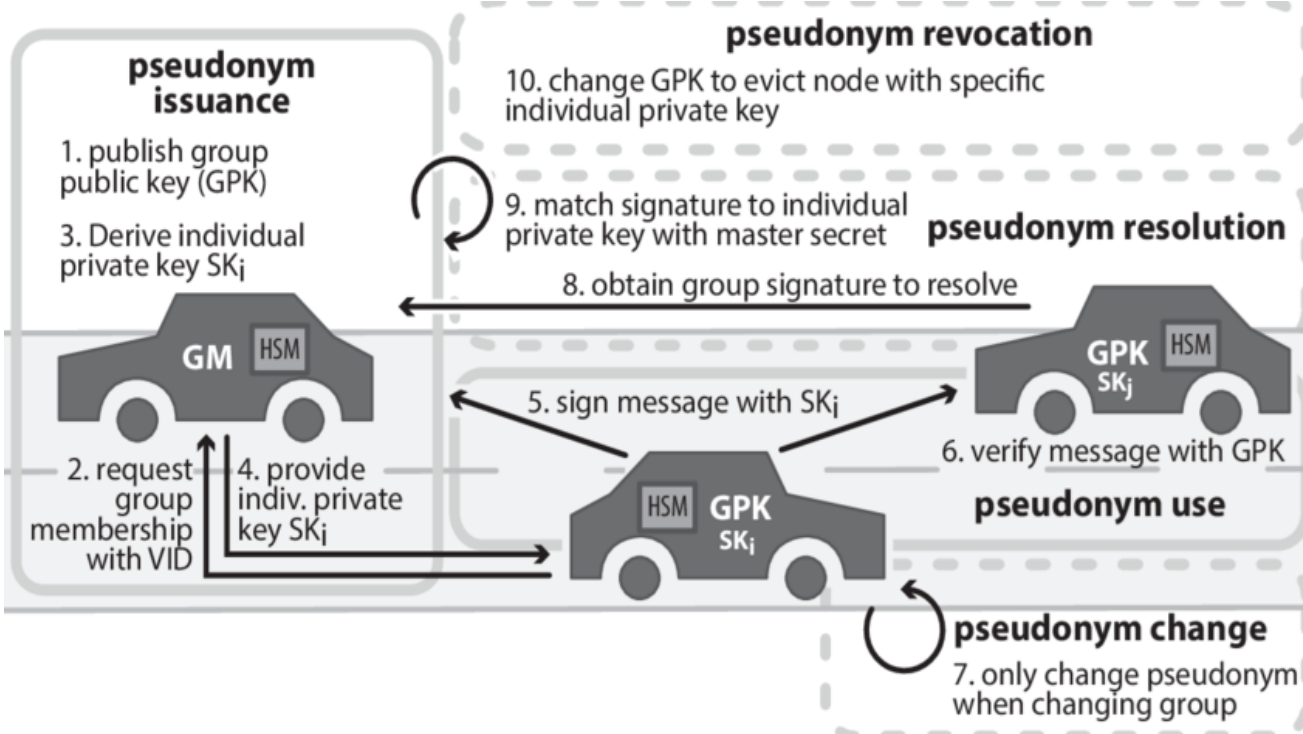 pseudonym
issuance
1. publish group
public key (GPK)
3. Derive individual
private key SKi
GM
HSM
2. request
group
membership
with VID
4. provide
indiv. private
key SKi
pseudonym revocation
10. change GPK to evict node with specific
individual private key
9. match signature to individual
private key with master secret
pseudonym resolution
8. obtain group signature to resolve
GPK
SKj
HSM
5. sign message with SKi
6. verify message with GPK
pseudonym use
HSM
GPK
SKi
pseudonym change
7. only change pseudonym
when changing group